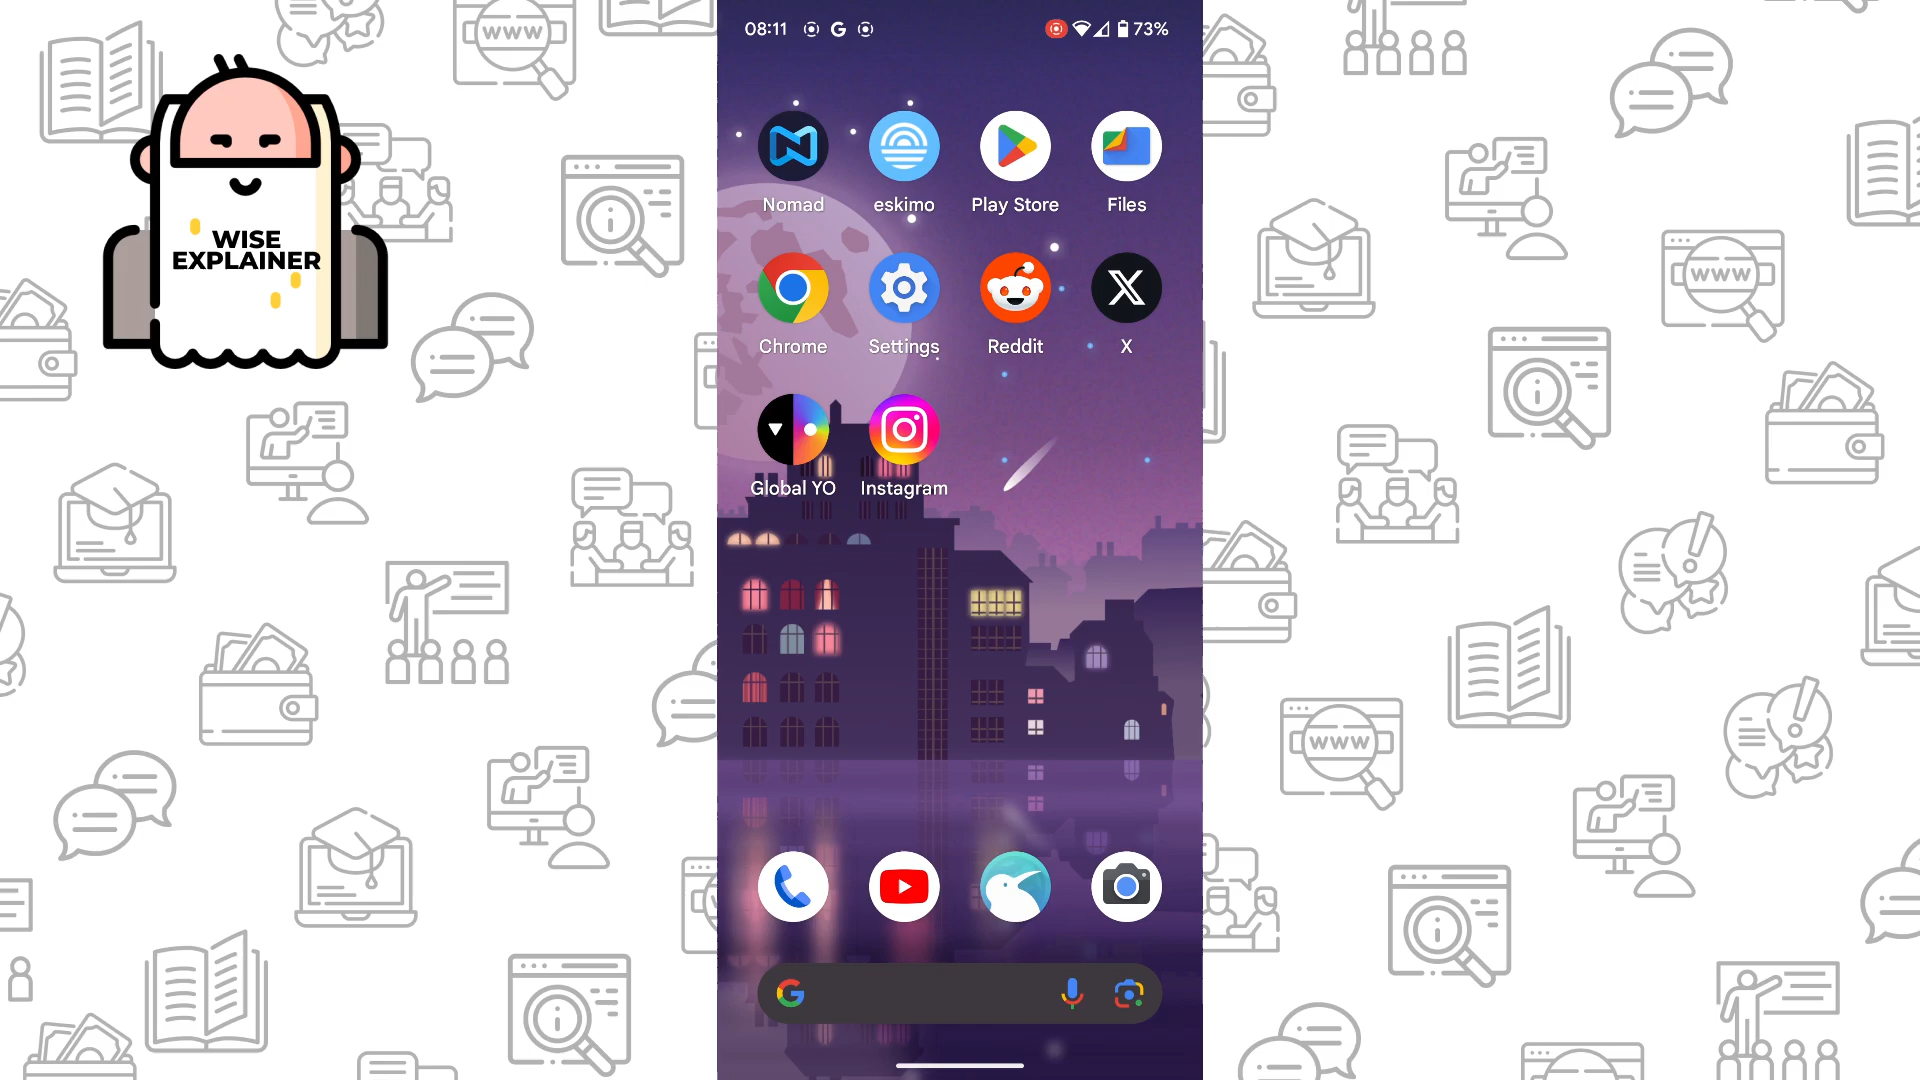 WISE
EXPLAINER
08:11
73%
Nomad
eskimo
Play Store
Files
Chrome
Settings
Reddit
X
Global YO
Instagram
www
www
www